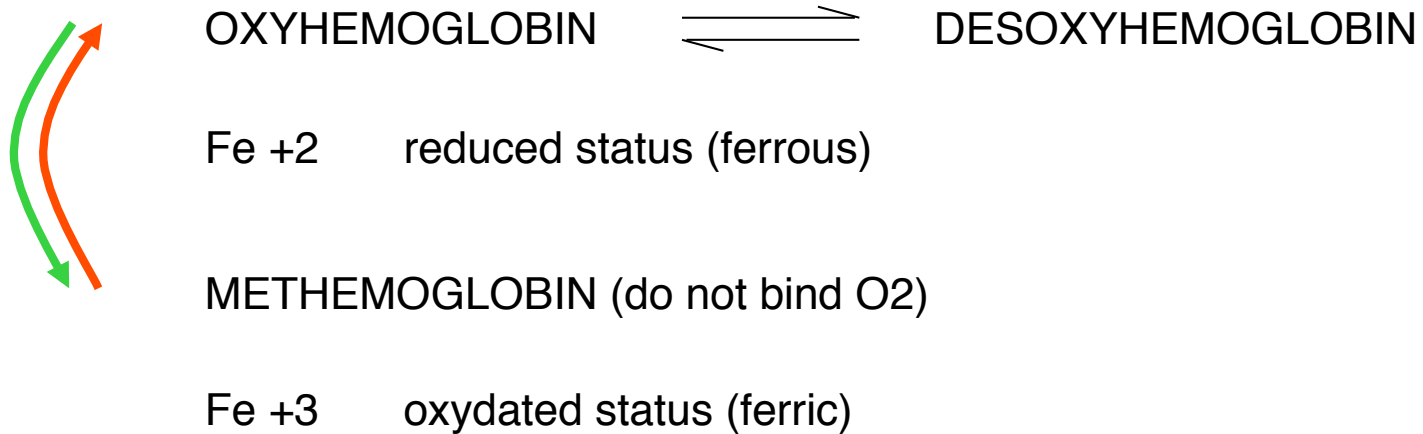 OXYHEMOGLOBIN DESOXYHEMOGLOBIN
Fe +2 reduced status (ferrous)
METHEMOGLOBIN (do not bind O2)
Fe +3 oxydated status (ferric)